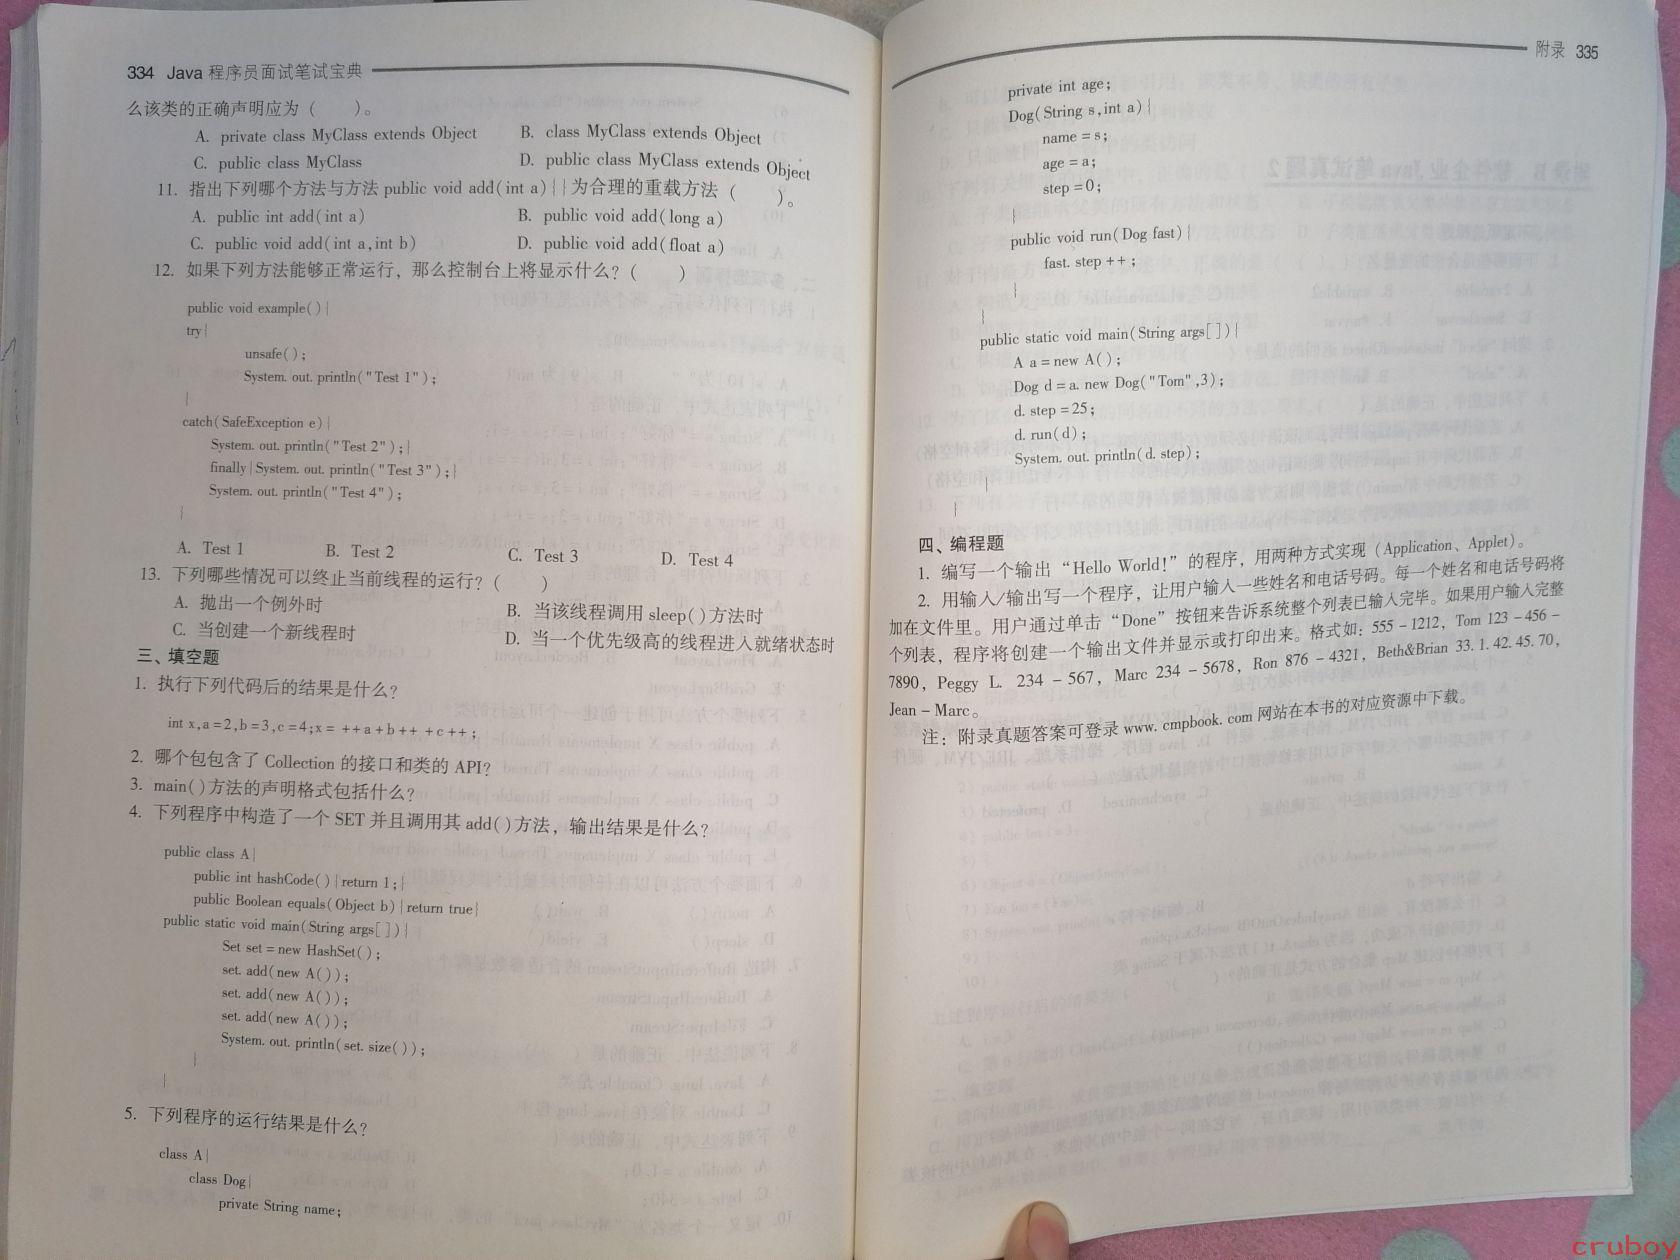 334 Java 程序员面试笔试宝典
么该类的正确声明应为（ ）。
A. private class MyClass extends Object B. class MyClass extends Object
C. public class MyClass D. public class MyClass extends Object
11. 指出下列哪个方法与方法 public void add(int a){}为合理的重载方法（ ）。
A. public int add(int a) B. public void add(long a)
C. public void add(int a,int b) D. public void add(float a)
12. 如果下列方法能够正常运行，那么控制台上将显示什么？（ ）
public void example(){
try{
unsafe();
System. out. println("Test 1");
}
catch(SafeException e){
System. out. println("Test 2");}
finally{System. out. println("Test 3");}
System. out. println("Test 4");
}
A. Test 1 B. Test 2 C. Test 3 D. Test 4
13. 下列哪些情况可以终止当前线程的运行？（ ）
A. 抛出一个例外时 B. 当该线程调用 sleep()方法时
C. 当创建一个新线程时 D. 当一个优先级高的线程进入就绪状态时
三、填空题
1. 执行下列代码后的结果是什么？
int x,a=2,b=3,c=4;x= ++a+b++ +c++;
2. 哪个包包含了 Collection 的接口和类的 API？
3. main()方法的声明格式包括什么？
4. 下列程序中构造了一个 SET 并且调用其 add()方法，输出结果是什么？
public class A{
public int hashCode(){return 1;}
public Boolean equals(Object b){return true}
public static void main(String args[]){
Set set=new HashSet();
set. add(new A());
set. add(new A());
set. add(new A());
System. out. println(set. size());
}
}
5. 下列程序的运行结果是什么？
class A{
class Dog{
private String name;
附录 335
private int age;
Dog(String s,int a){
name=s;
age=a;
step=0;
}
public void run(Dog fast){
fast. step++;
}
}
public static void main(String args[]){
A a=new A();
Dog d=a. new Dog("Tom",3);
d. step=25;
d. run(d);
System. out. println(d. step);
}
}
四、编程题
1. 编写一个输出“Hello World!”的程序，用两种方式实现（Application、Applet）。
2. 用输入/输出写一个程序，让用户输入一些姓名和电话号码。每一个姓名和电话号码将
加在文件里。用户通过单击“Done”按钮来告诉系统整个列表已输入完毕。如果用户输入完整
个列表，程序将创建一个输出文件并显示或打印出来。格式如：555-1212，Tom 123-456-
7890，Peggy L. 234-567，Marc 234-5678，Ron 876-4321，Beth&Brian 33.1.42.45.70，
Jean-Marc。
注：附录真题答案可登录 www. cmpbook. com 网站在本书的对应资源中下载。
cruboy